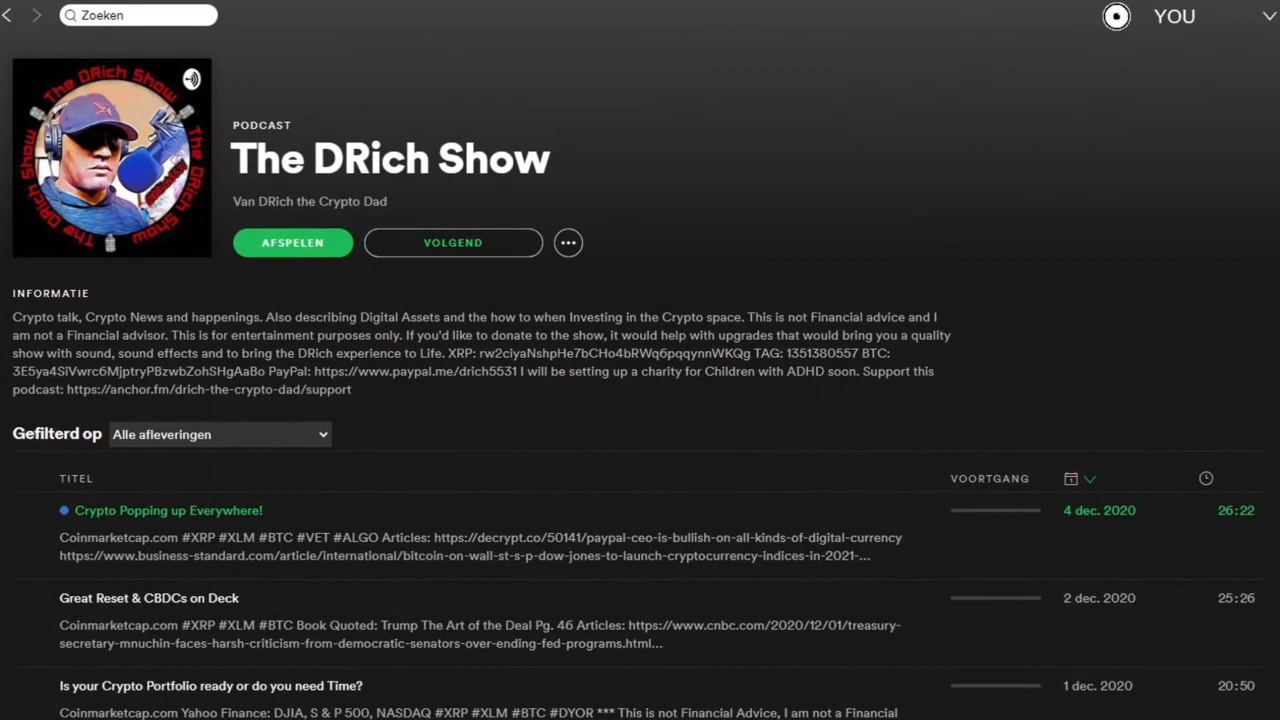 Zoeken
YOU
The DRich Show
The DRich Show
The DRich Show
PODCAST
The DRich Show
Van DRich the Crypto Dad
AFSPELEN
VOLGEND
INFORMATIE
Crypto talk, Crypto News and happenings. Also describing Digital Assets and the how to when Investing in the Crypto space. This is not Financial advice and I
am not a Financial advisor. This is for entertainment purposes only. If you'd like to donate to the show, it would help with upgrades that would bring you a quality
show with sound, sound effects and to bring the DRich experience to Life. XRP: rw2ciyaNshpHe7bCHo4bRWq6pqqynnWKQg TAG: 1351380557 BTC:
3E5ya4SiVwrc6MjptryPBzwbZohSHgAaBo PayPal: https://www.paypal.me/drich5531 I will be setting up a charity for Children with ADHD soon. Support this
podcast: https://anchor.fm/drich-the-crypto-dad/support
Gefilterd op Alle afleveringen
TITEL VOORTGANG
Crypto Popping up Everywhere! 4 dec. 2020 26:22
Coinmarketcap.com #XRP #XLM #BTC #VET #ALGO Articles: https://decrypt.co/50141/paypal-ceo-is-bullish-on-all-kinds-of-digital-currency
https://www.business-standard.com/article/international/bitcoin-on-wall-st-s-p-dow-jones-to-launch-cryptocurrency-indices-in-2021-...
Great Reset & CBDCs on Deck 2 dec. 2020 25:26
Coinmarketcap.com #XRP #XLM #BTC Book Quoted: Trump The Art of the Deal Pg. 46 Articles: https://www.cnbc.com/2020/12/01/treasury-
secretary-mnuchin-faces-harsh-criticism-from-democratic-senators-over-ending-fed-programs.html...
Is your Crypto Portfolio ready or do you need Time? 1 dec. 2020 20:50
Coinmarketcap.com Yahoo Finance: DJIA, S & P 500, NASDAQ #XRP #XLM #BTC #DYOR *** This is not Financial Advice, I am not a Financial